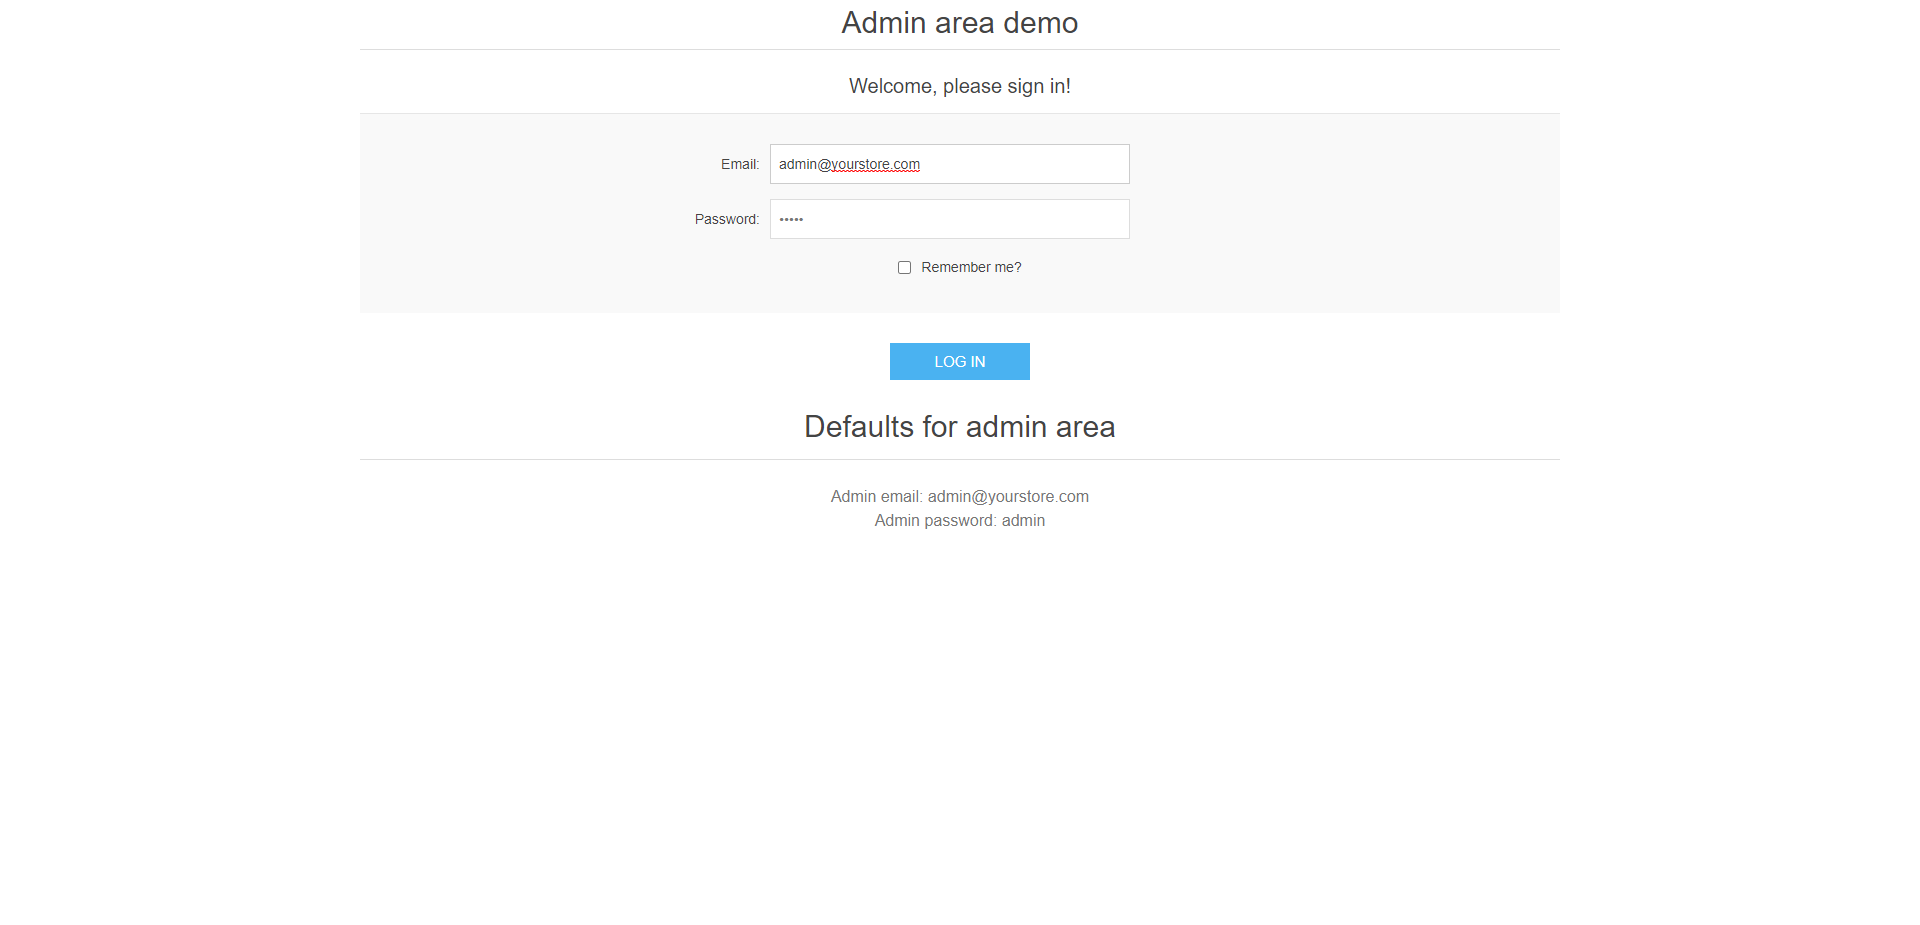 Admin area demo
Welcome, please sign in!
Email: admin@yourstore.com
Password: •••••
Remember me?
LOG IN
Defaults for admin area
Admin email: admin@yourstore.com
Admin password: admin